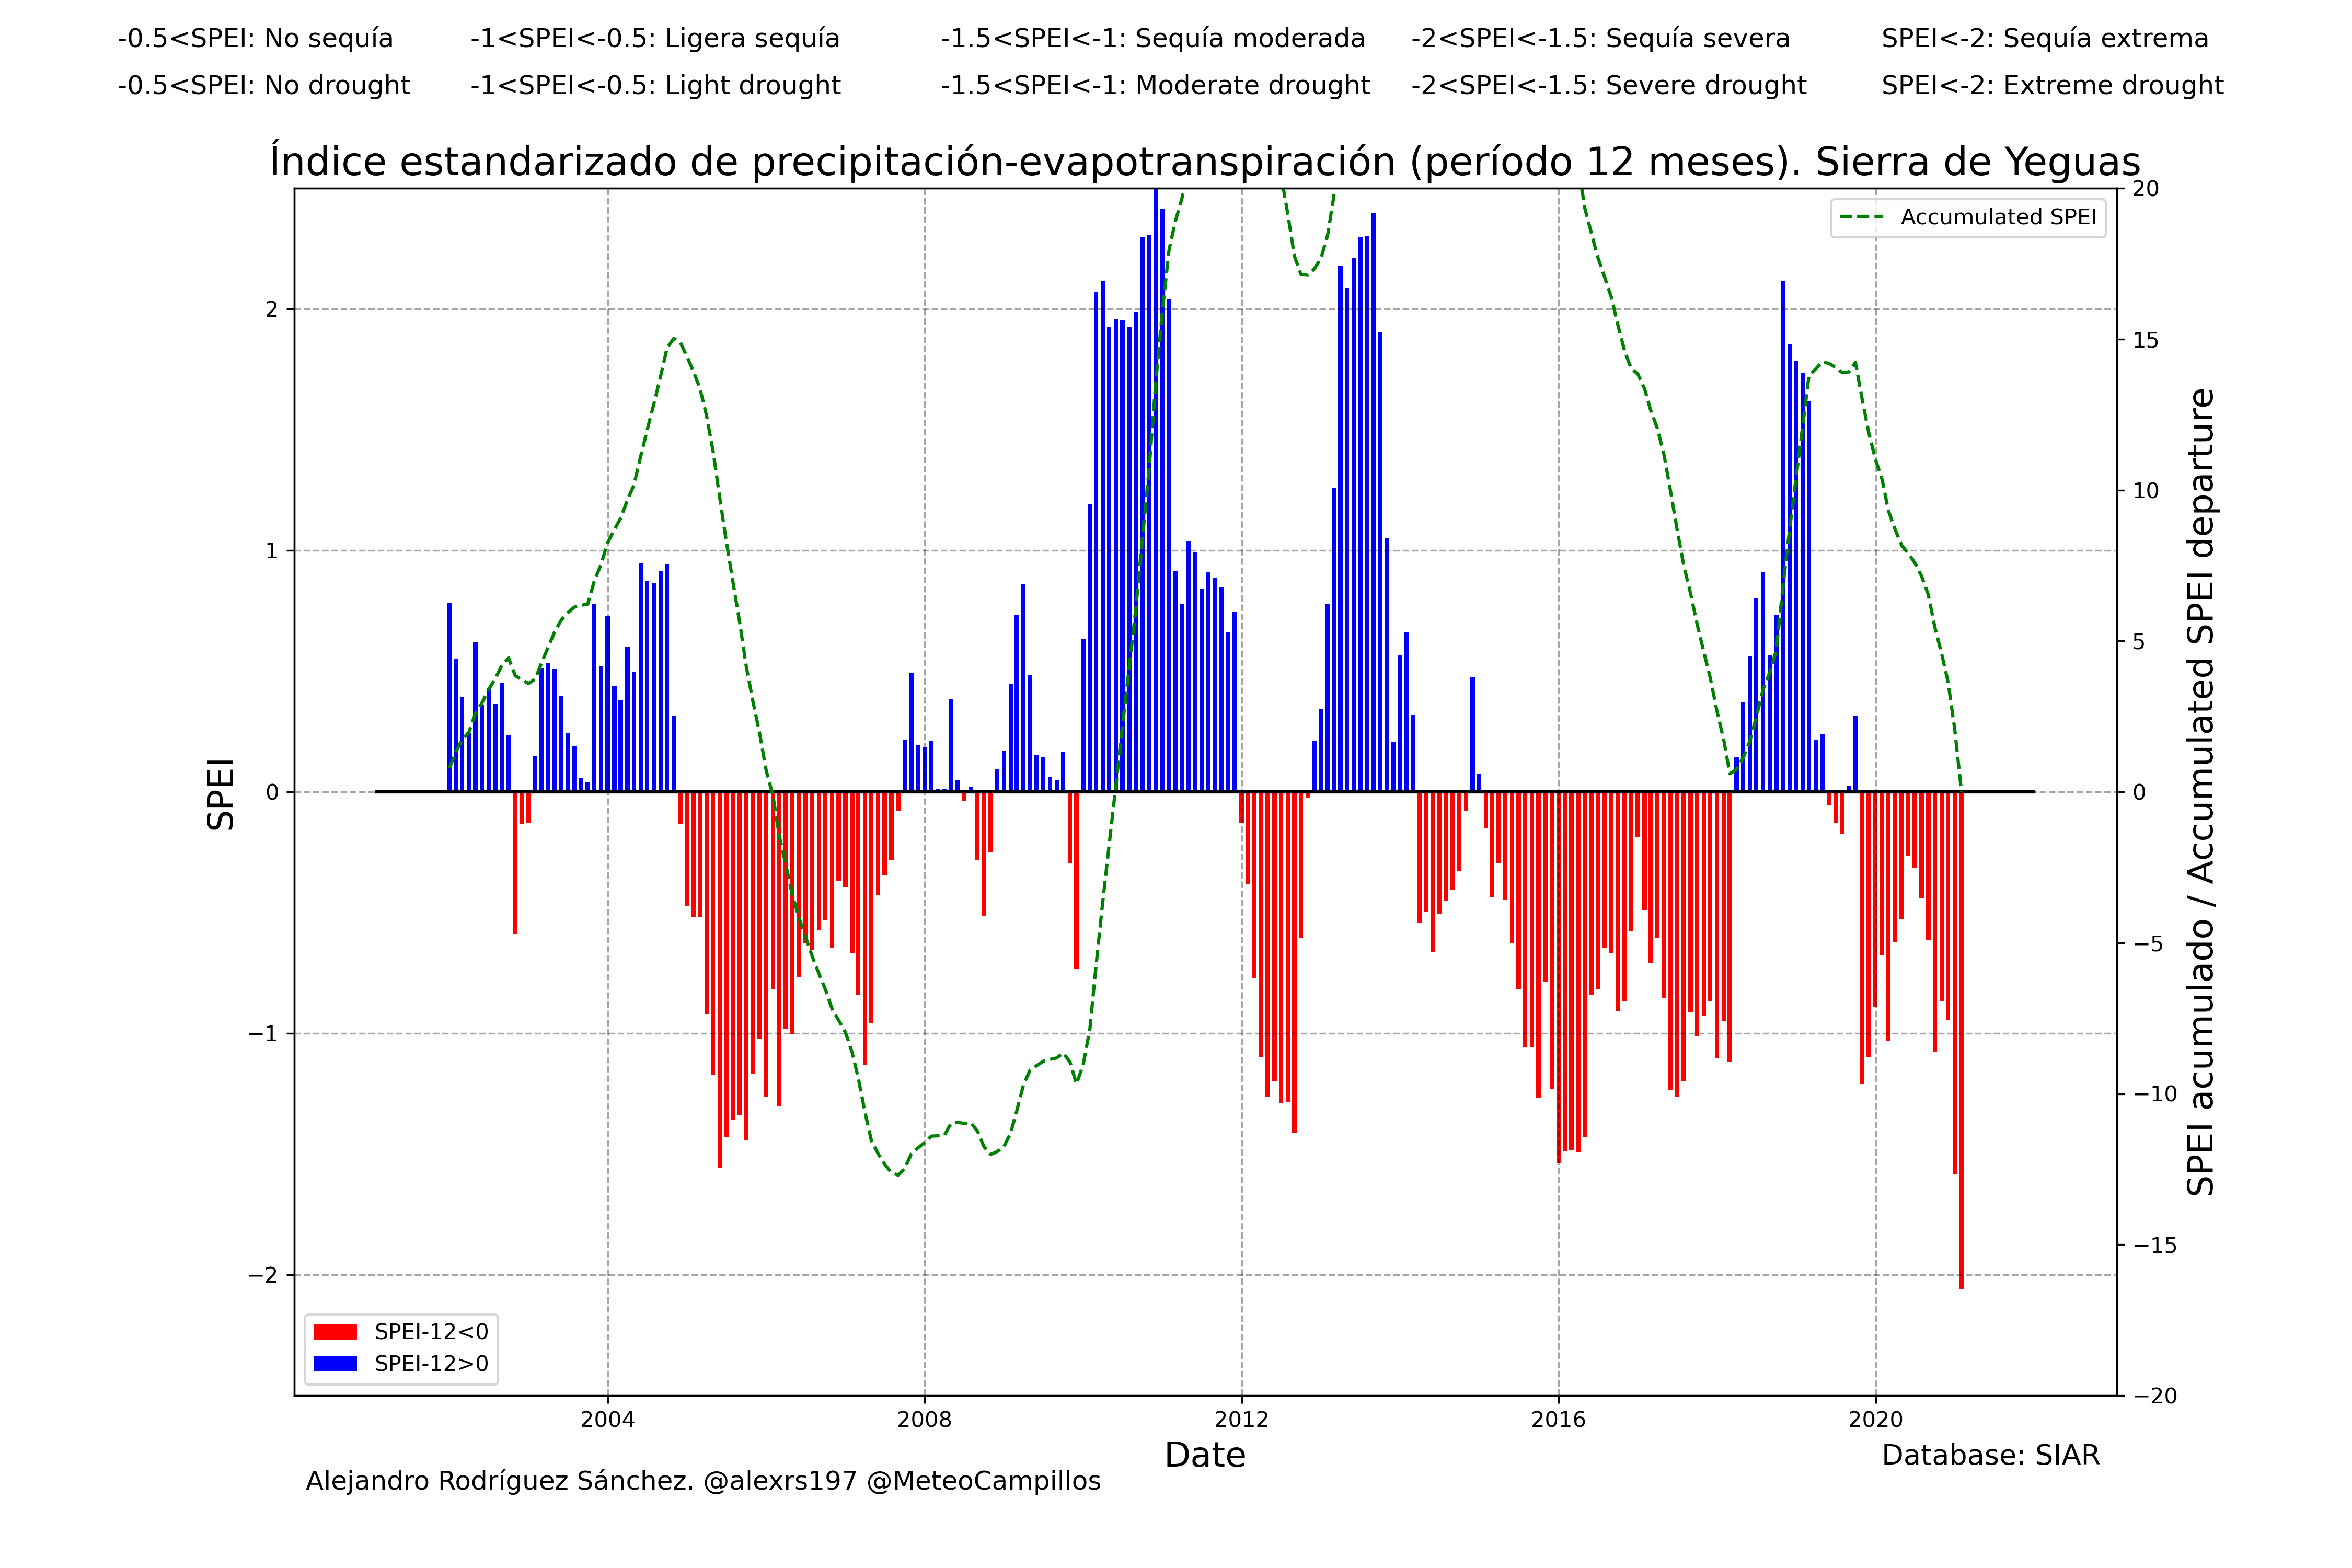 -0.5<SPEI: No sequía -1<SPEI<-0.5: Ligera sequía -1.5<SPEI<-1: Sequía moderada -2<SPEI<-1.5: Sequía severa SPEI<-2: Sequía extrema
-0.5<SPEI: No drought -1<SPEI<-0.5: Light drought -1.5<SPEI<-1: Moderate drought -2<SPEI<-1.5: Severe drought SPEI<-2: Extreme drought
Índice estandarizado de precipitación-evapotranspiración (período 12 meses). Sierra de Yeguas
Accumulated SPEI
SPEI
2
1
0
−1
−2
20
15
10
5
0
−5
−10
−15
−20
SPEI acumulado / Accumulated SPEI departure
SPEI-12<0
SPEI-12>0
2004 2008 2012 2016 2020
Date
Database: SIAR
Alejandro Rodríguez Sánchez. @alexrs197 @MeteoCampillos